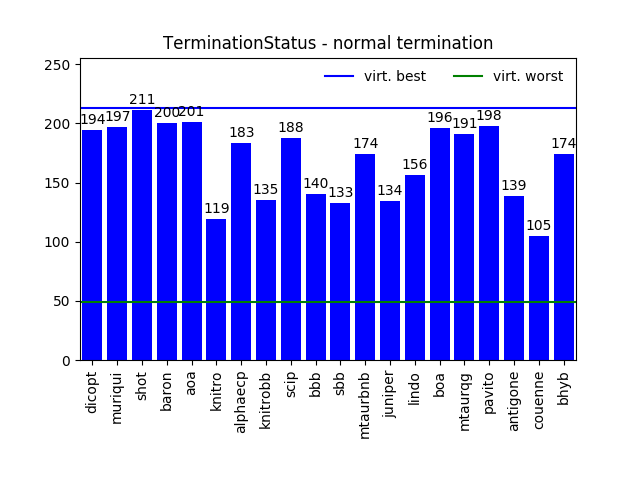 TerminationStatus - normal termination
virt. best
virt. worst
250
200
150
100
50
0
194
197
211
200
201
119
183
135
188
140
133
174
134
156
196
191
198
139
105
174
dicopt
muriqui
shot
baron
aoa
knitro
alphaecp
knitrobb
scip
bbb
sbb
mtaurbnb
juniper
lindo
boa
mtaurqg
pavito
antigone
couenne
bhyb